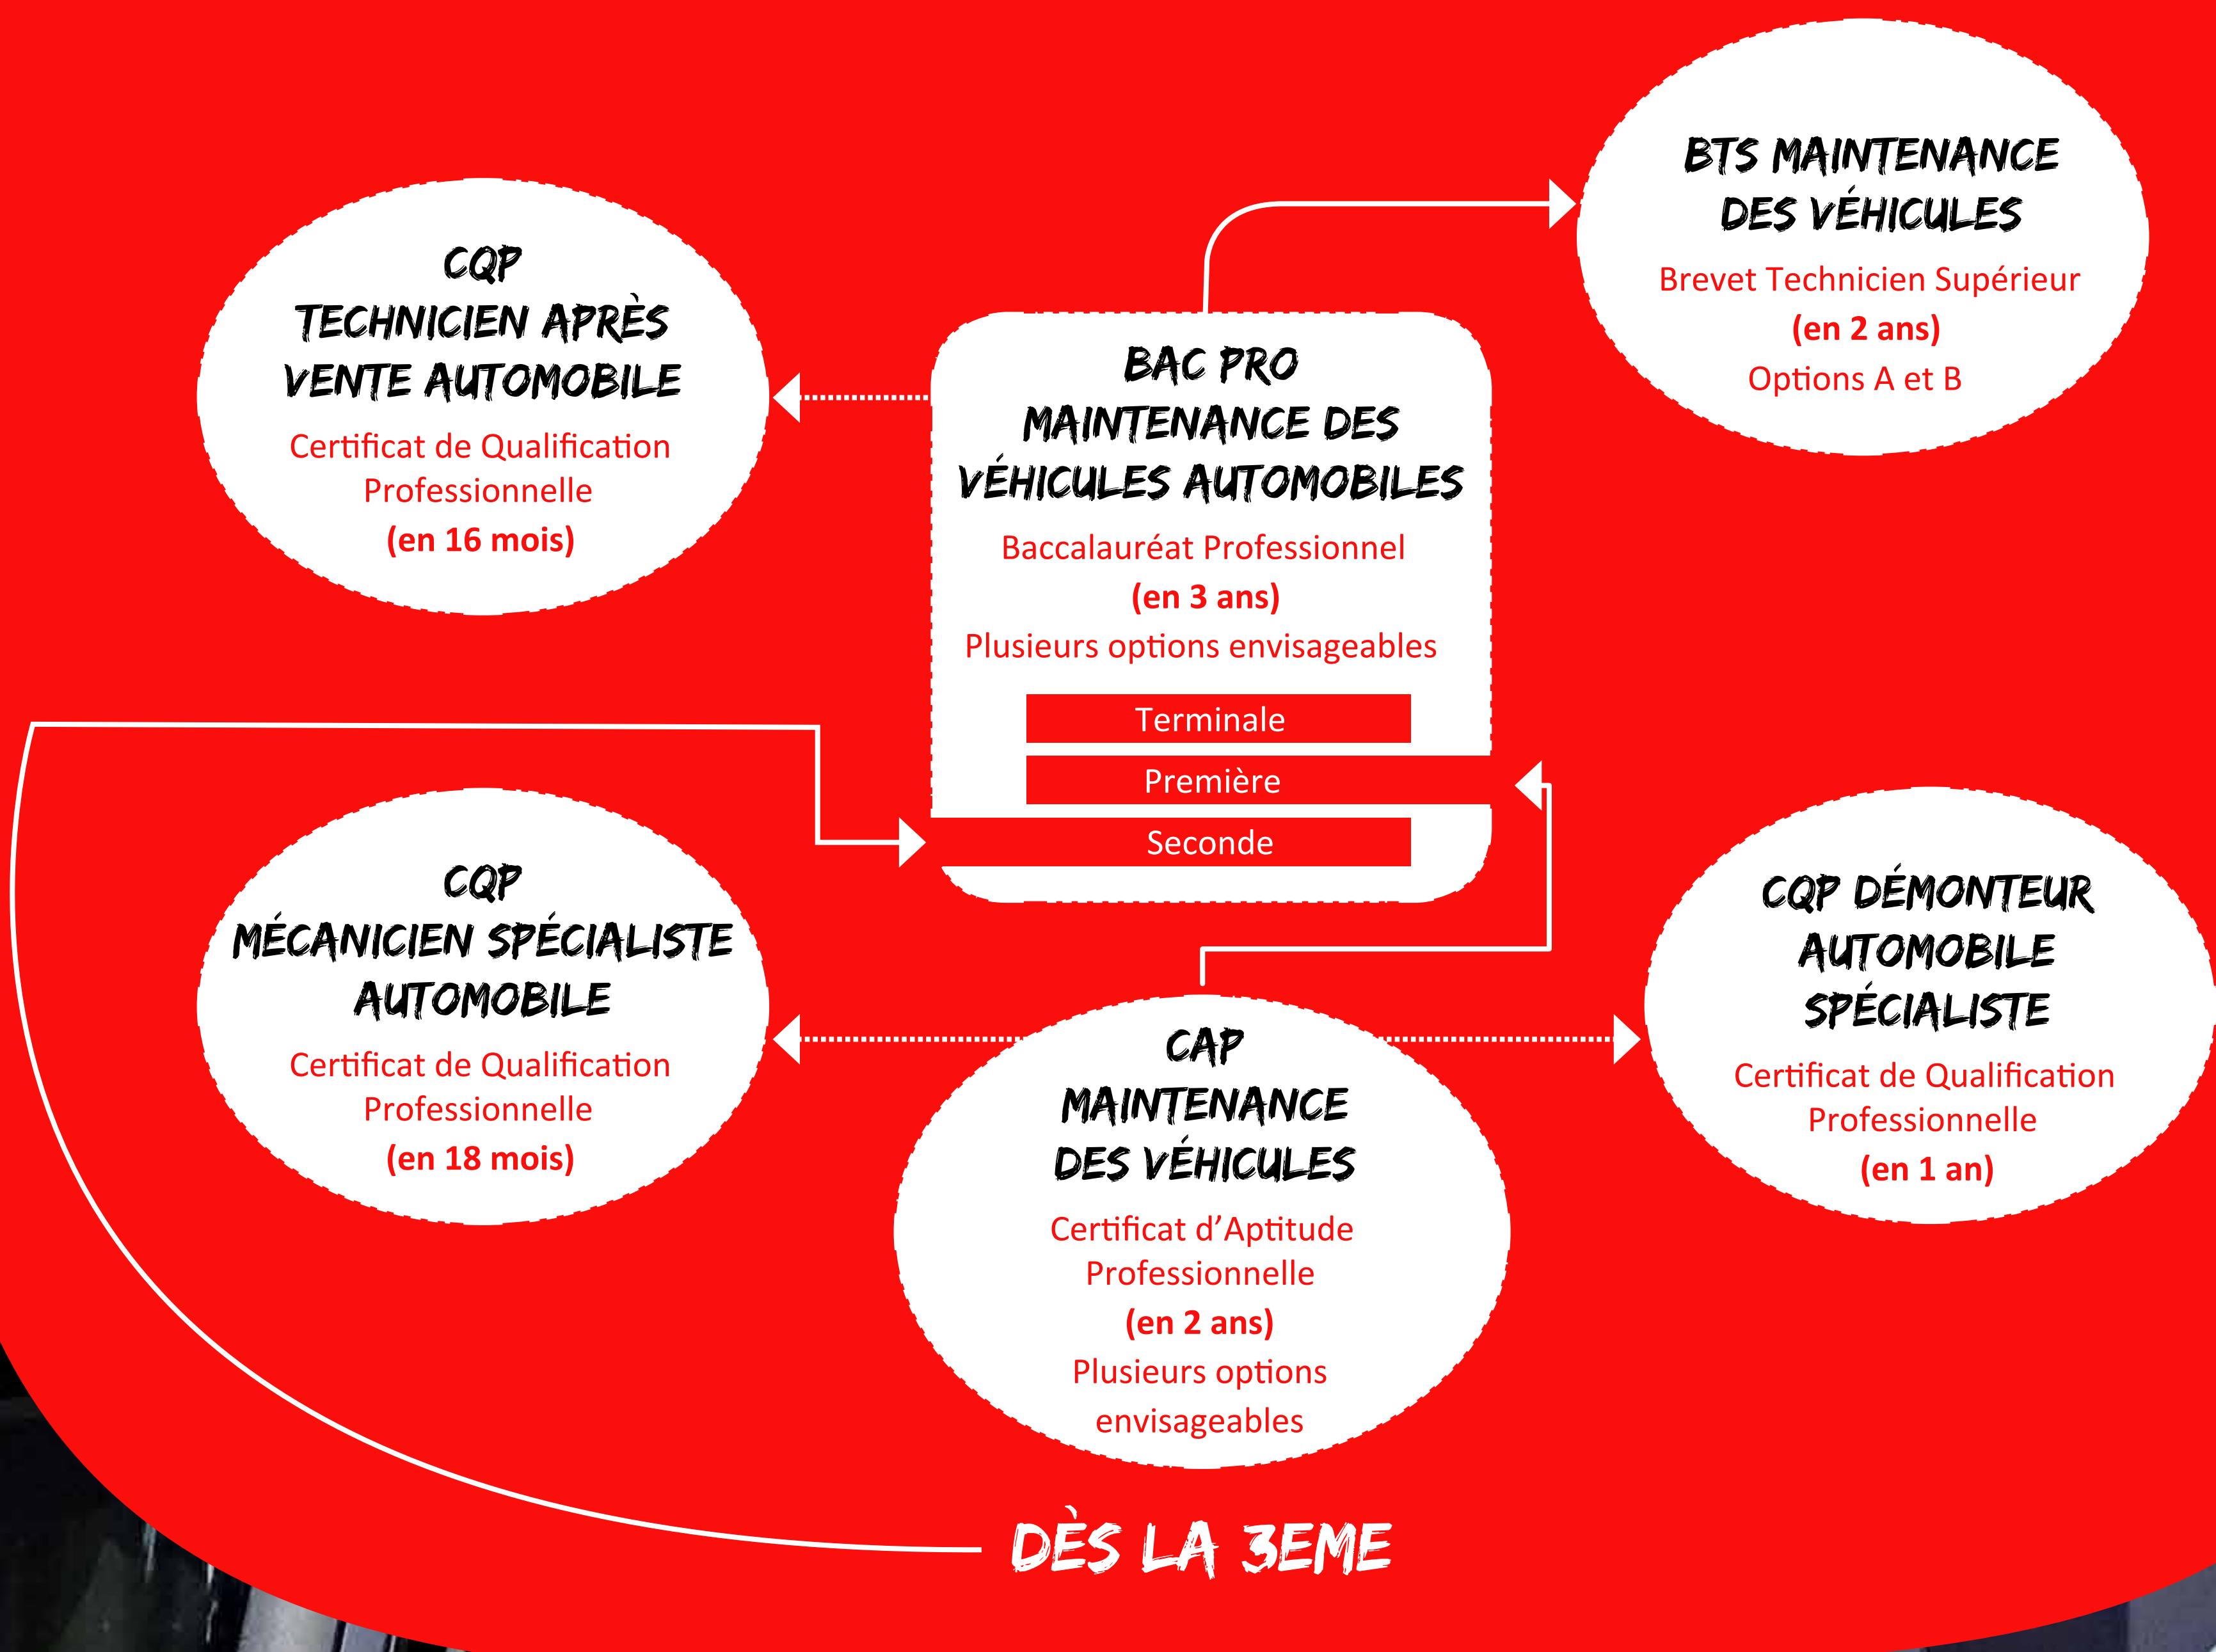 BTS MAINTENANCE
DES VÉHICULES
Brevet Technicien Supérieur
(en 2 ans)
Options A et B
CQP
TECHNICIEN APRÈS
VENTE AUTOMOBILE
Certificat de Qualification
Professionnelle
(en 16 mois)
BAC PRO
MAINTENANCE DES
VÉHICULES AUTOMOBILES
Baccalauréat Professionnel
(en 3 ans)
Plusieurs options envisageables
Terminale
Première
Seconde
CQP
MÉCANICIEN SPÉCIALISTE
AUTOMOBILE
Certificat de Qualification
Professionnelle
(en 18 mois)
CQP DÉMONTEUR
AUTOMOBILE
SPÉCIALISTE
Certificat de Qualification
Professionnelle
(en 1 an)
CAP
MAINTENANCE
DES VÉHICULES
Certificat d'Aptitude
Professionnelle
(en 2 ans)
Plusieurs options
envisageables
DÈS LA 3EME